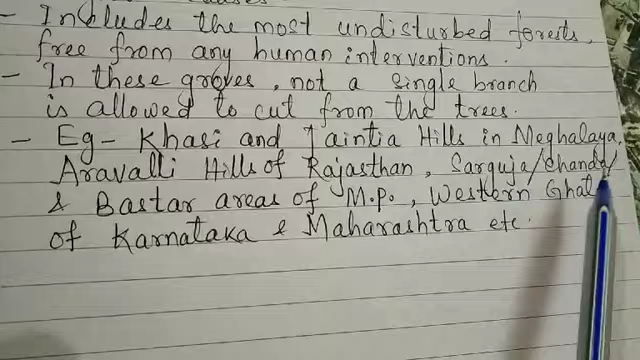 - Includes the most undisturbed forests,
free from any human interventions.
- In these groves, not a single branch
is allowed to cut from the trees.
- Eg- Khasi and Jaintia Hills in Meghalaya,
Aravalli Hills of Rajasthan, Sarguja/Chanda/
& Bastar areas of M.P., Western Ghat
of Karnataka & Maharashtra etc.